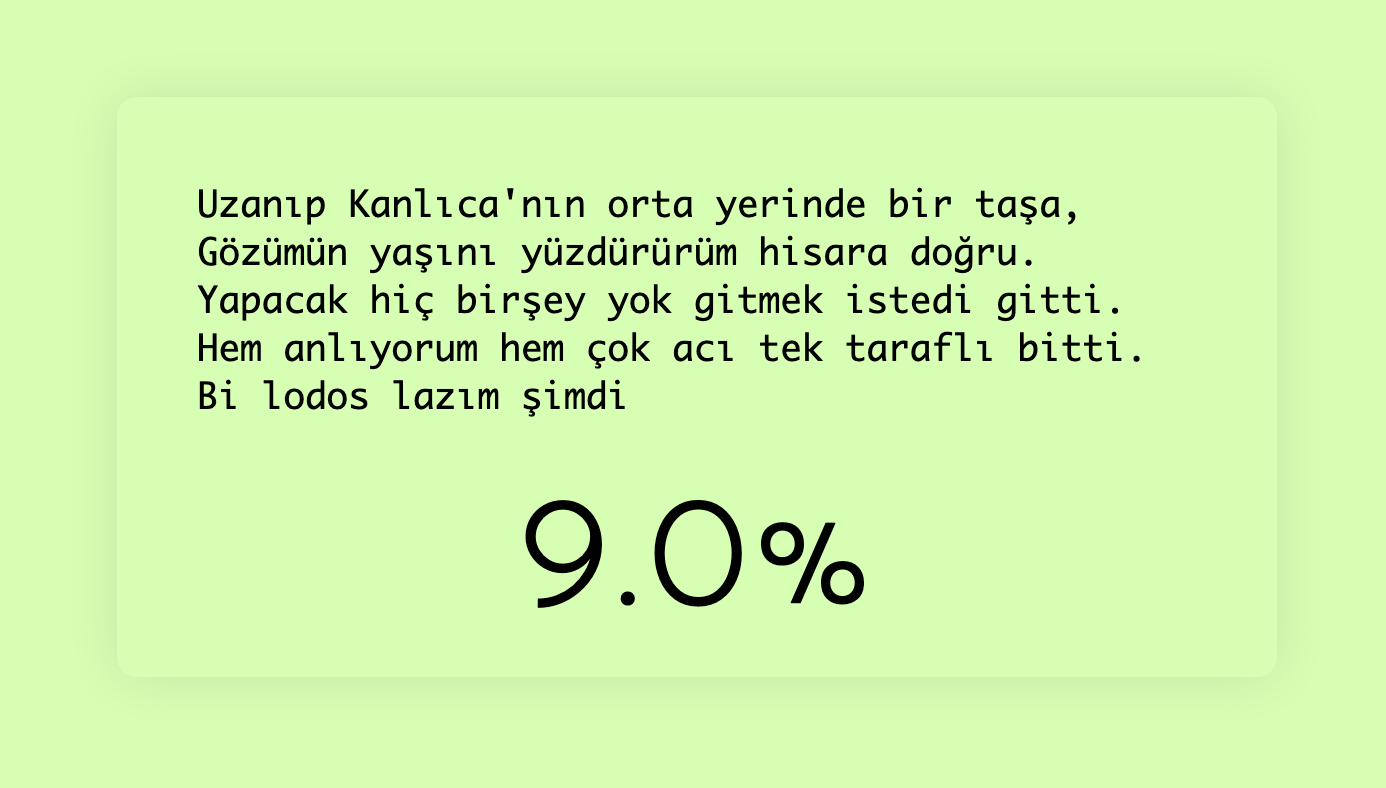 Uzanıp Kanlıca'nın orta yerinde bir taşa,
Gözümün yaşını yüzdürürüm hisara doğru.
Yapacak hiç birşey yok gitmek istedi gitti.
Hem anlıyorum hem çok acı tek taraflı bitti.
Bi lodos lazım şimdi
9.0%